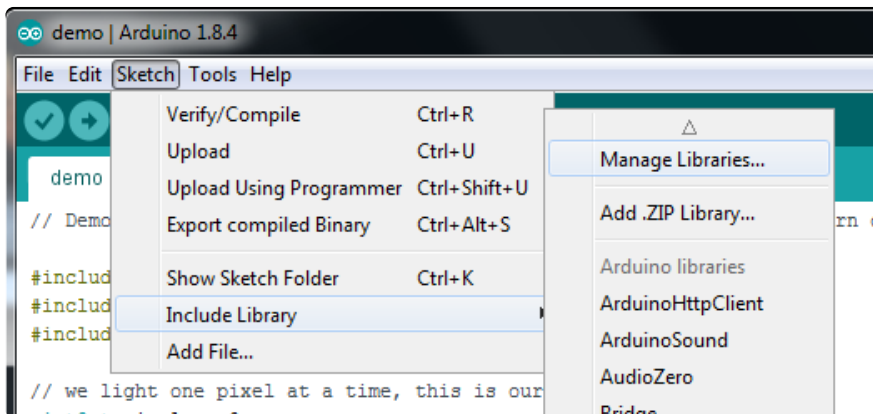 demo | Arduino 1.8.4
File Edit Sketch Tools Help
Verify/Compile Ctrl+R
Upload Ctrl+U
Upload Using Programmer Ctrl+Shift+U
Export compiled Binary Ctrl+Alt+S
Show Sketch Folder Ctrl+K
Include Library
Add File...
Manage Libraries...
Add .ZIP Library...
Arduino libraries
ArduinoHttpClient
ArduinoSound
AudioZero
Bridge
demo
// Demo
#includ
#includ
#includ
// we light one pixel at a time, this is our